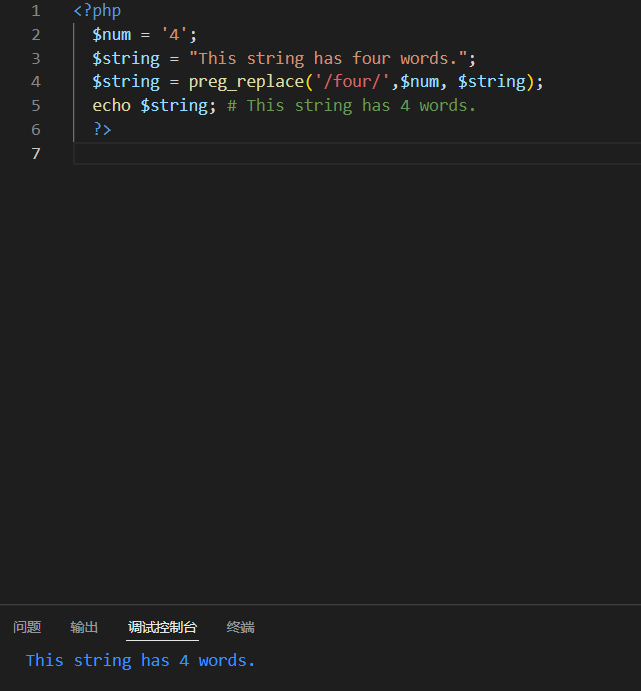 1 <?php
2 $num = '4';
3 $string = "This string has four words.";
4 $string = preg_replace('/four/',$num, $string);
5 echo $string; # This string has 4 words.
6 ?>
7
问题 输出 调试控制台 终端
This string has 4 words.